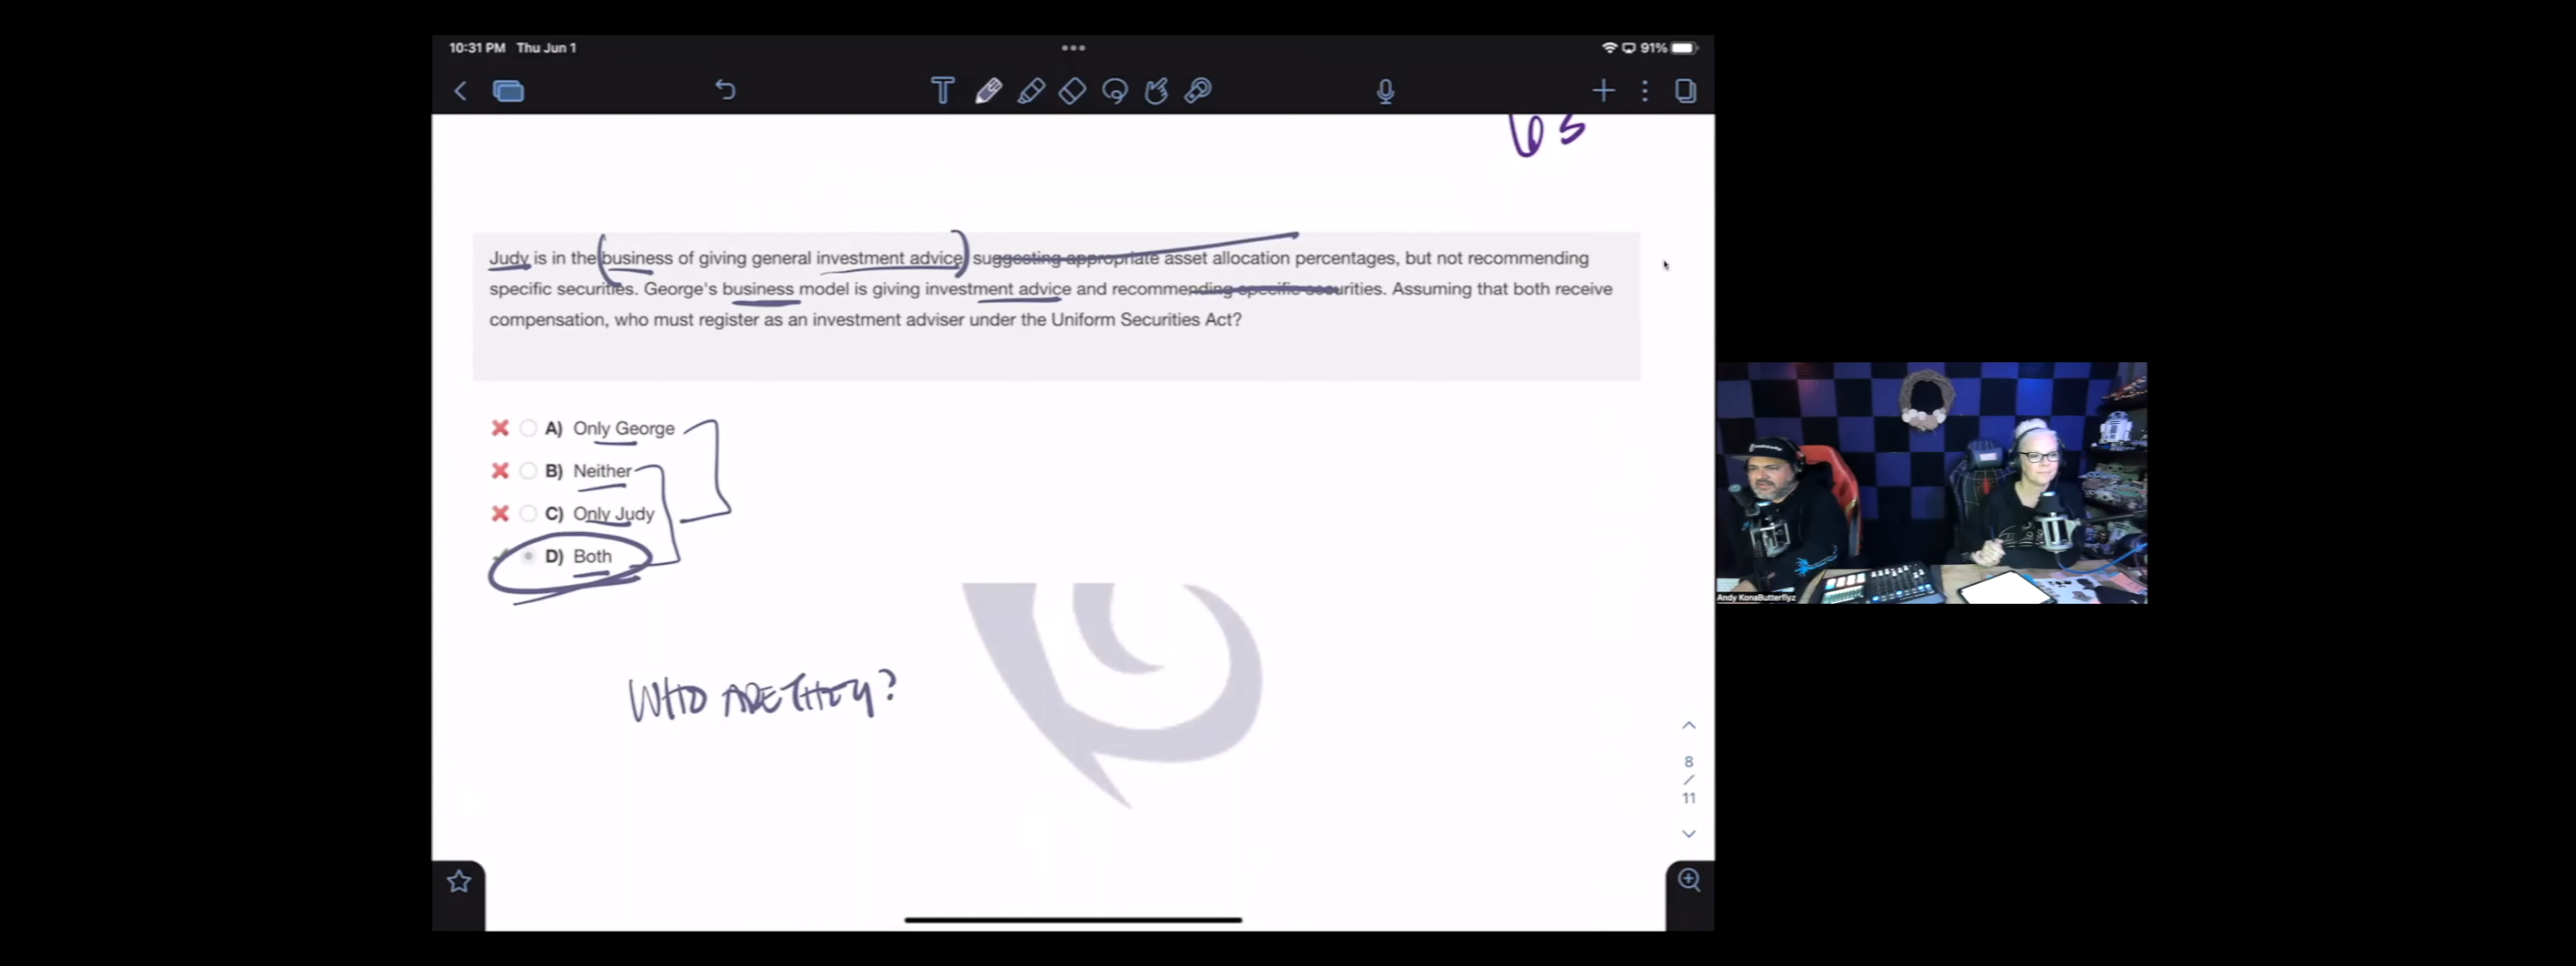 10:31 PM Thu Jun 1
91%
T
65
Judy is in the business of giving general investment advice suggesting appropriate asset allocation percentages, but not recommending
specific securities. George's business model is giving investment advice and recommending specific securities. Assuming that both receive
compensation, who must register as an investment adviser under the Uniform Securities Act?
A) Only George
B) Neither
C) Only Judy
D) Both
WHO ARE THEY?
8
/
11
Andy KonaButterflyz